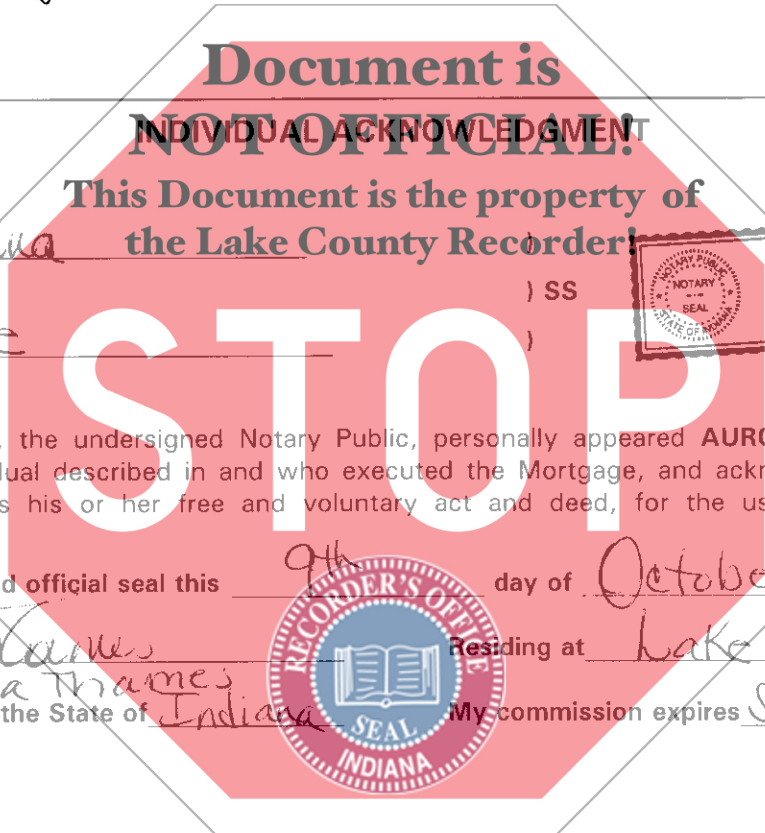 Document is
INDIVIDUAL ACKNOWLEDGMENT
NOT OFFICIAL!
This Document is the property of
the Lake County Recorder!
)
) SS
)
NOTARY PUBLIC
NOTARY
SEAL
STATE OF INDIANA
STOP
, the undersigned Notary Public, personally appeared AURO
dual described in and who executed the Mortgage, and ackn
s his or her free and voluntary act and deed, for the us
d official seal this 9th day of Octobe
Residing at Lake
a Thames
the State of Indiana My commission expires
RECORDER'S OFFICE
SEAL
INDIANA